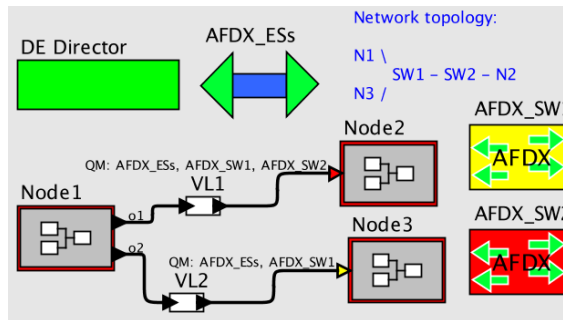 DE Director
AFDX_ESs
Network topology:
N1 \
SW1 - SW2 - N2
N3 /
AFDX_SW1
AFDX
Node2
QM: AFDX_ESs, AFDX_SW1, AFDX_SW2
VL1
Node1
o1
o2
AFDX_SW2
AFDX
Node3
QM: AFDX_ESs, AFDX_SW1
VL2